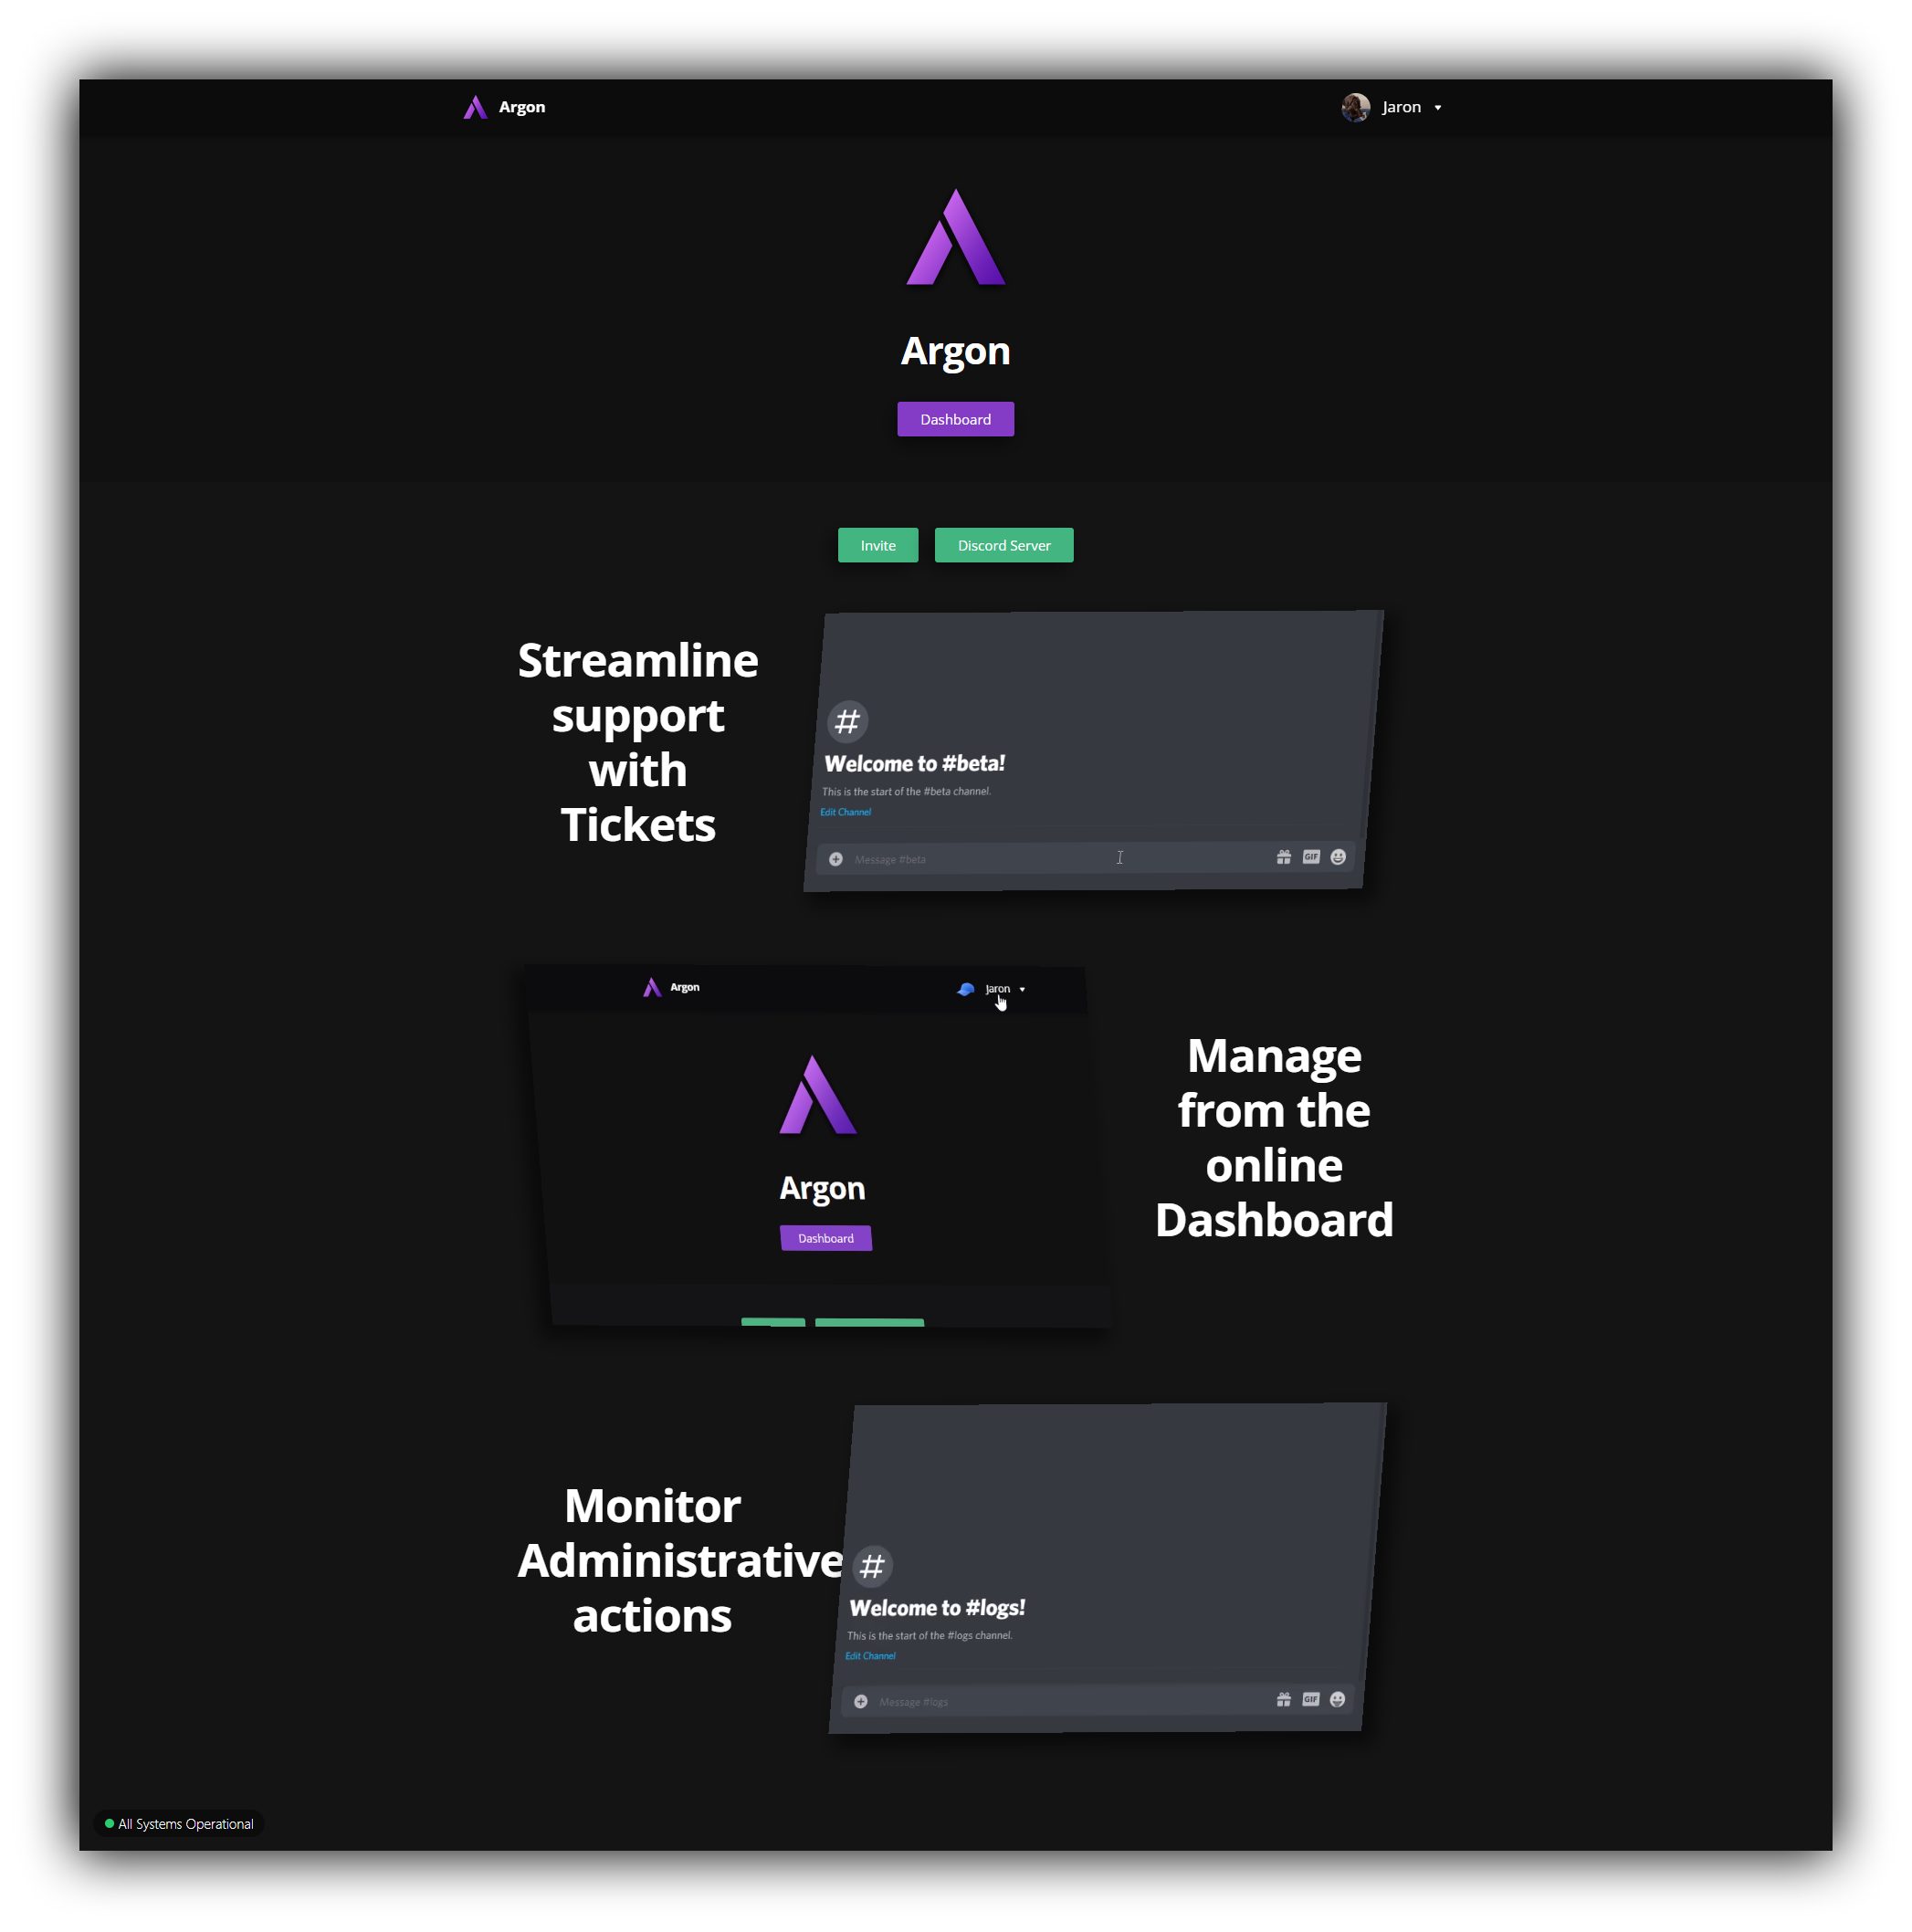 Argon
Jaron
Argon
Dashboard
Invite
Discord Server
Streamline
support
with
Tickets
#
Welcome to #beta!
This is the start of the #beta channel.
Edit Channel
Message #beta
GIF
Argon
Jaron
Argon
Dashboard
Manage
from the
online
Dashboard
Monitor
Administrative
actions
#
Welcome to #logs!
This is the start of the #logs channel.
Edit Channel
Message #logs
GIF
All Systems Operational